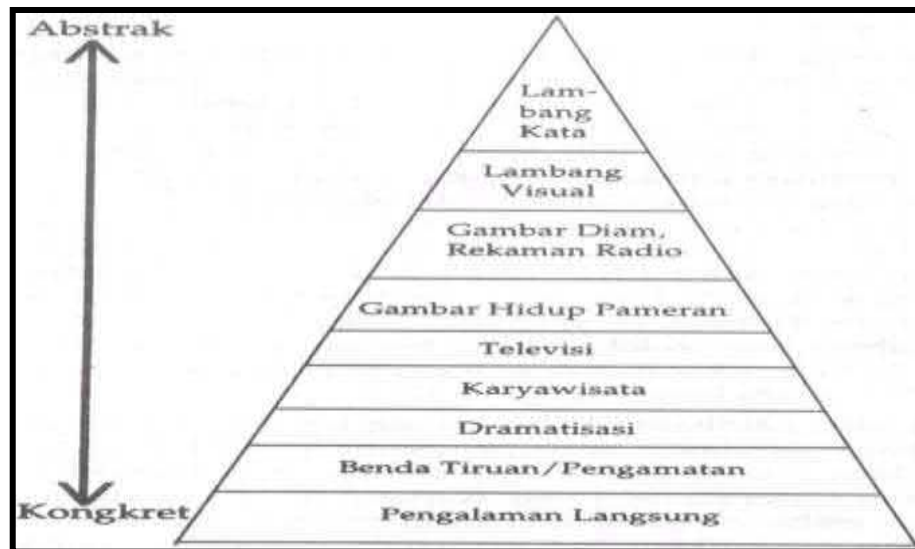 Abstrak
Lam-
bang
Kata
Lambang
Visual
Gambar Diam,
Rekaman Radio
Gambar Hidup Pameran
Televisi
Karyawisata
Dramatisasi
Benda Tiruan/Pengamatan
Kongkret
Pengalaman Langsung